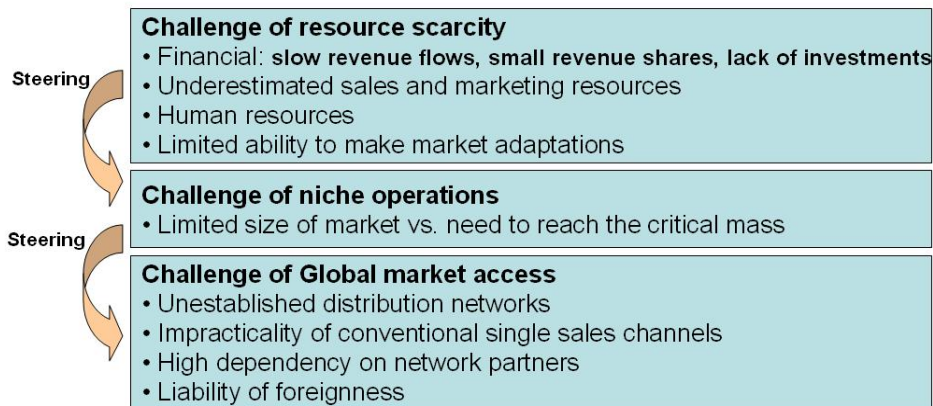 Challenge of resource scarcity
• Financial: slow revenue flows, small revenue shares, lack of investments
Steering
• Underestimated sales and marketing resources
• Human resources
• Limited ability to make market adaptations
Challenge of niche operations
• Limited size of market vs. need to reach the critical mass
Steering
Challenge of Global market access
• Unestablished distribution networks
• Impracticality of conventional single sales channels
• High dependency on network partners
• Liability of foreignness